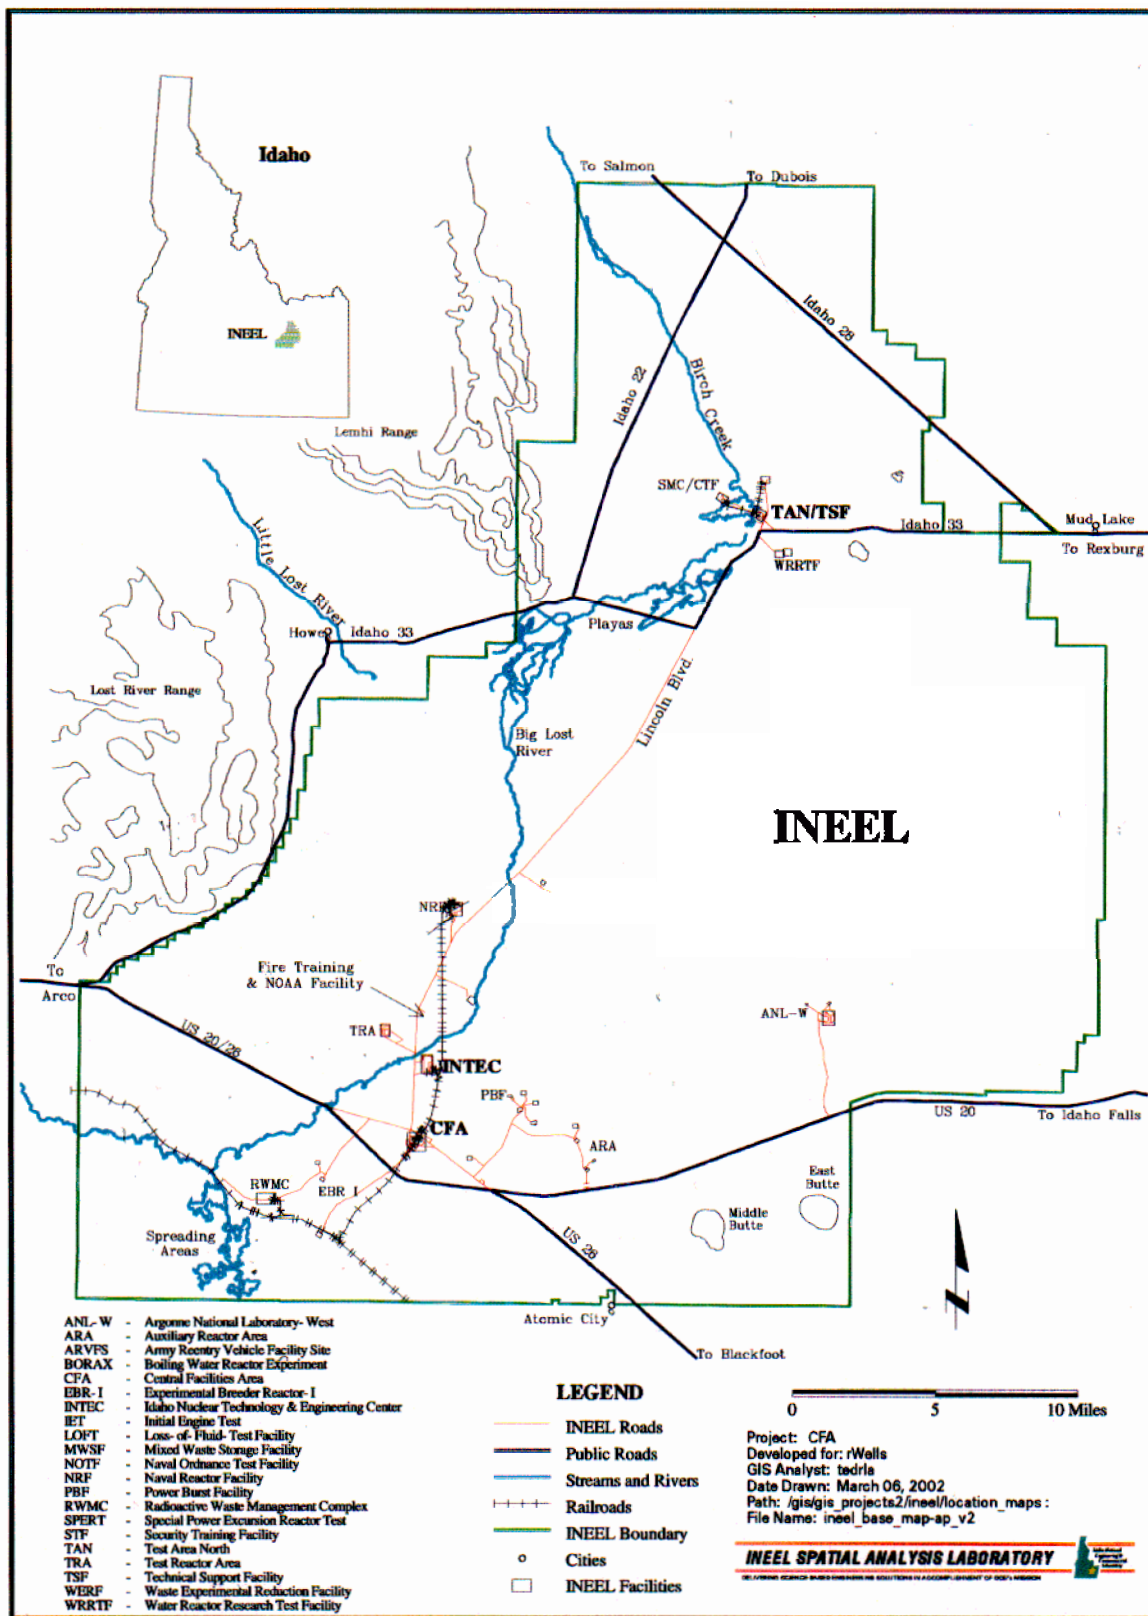 Idaho
INEEL
To Salmon
To Dubois
Idaho 28
Idaho 22
Birch Creek
Lemhi Range
SMC/CTF
TAN/TSF
Idaho 33
Mud Lake
To Rexburg
WRRTF
Little Lost River
Howe
Idaho 33
Playas
Lincoln Blvd.
Lost River Range
Big Lost
River
INEEL
NRF
To
Arco
Fire Training
& NOAA Facility
US 20/26
TRA
INTEC
ANL-W
PBF
CFA
ARA
US 20
To Idaho Falls
RWMC
EBR I
East
Butte
Middle
Butte
Spreading
Areas
US 26
Atomic City
To Blackfoot
ANL-W - Argonne National Laboratory-West
ARA - Auxiliary Reactor Area
ARVFS - Army Reentry Vehicle Facility Site
BORAX - Boiling Water Reactor Experiment
CFA - Central Facilities Area
EBR-I - Experimental Breeder Reactor-I
INTEC - Idaho Nuclear Technology & Engineering Center
IET - Initial Engine Test
LOFT - Loss-of-Fluid-Test Facility
MWSF - Mixed Waste Storage Facility
NOTF - Naval Ordnance Test Facility
NRF - Naval Reactor Facility
PBF - Power Burst Facility
RWMC - Radioactive Waste Management Complex
SPERT - Special Power Excursion Reactor Test
STF - Security Training Facility
TAN - Test Area North
TRA - Test Reactor Area
TSF - Technical Support Facility
WERF - Waste Experimental Reduction Facility
WRRTF - Water Reactor Research Test Facility
LEGEND
INEEL Roads
Public Roads
Streams and Rivers
Railroads
INEEL Boundary
Cities
INEEL Facilities
0 5 10 Miles
Project: CFA
Developed for: rWells
GIS Analyst: tedrla
Date Drawn: March 06, 2002
Path: /gis/gis_projects2/ineel/location_maps :
File Name: ineel_base_map-ap_v2
INEEL SPATIAL ANALYSIS LABORATORY